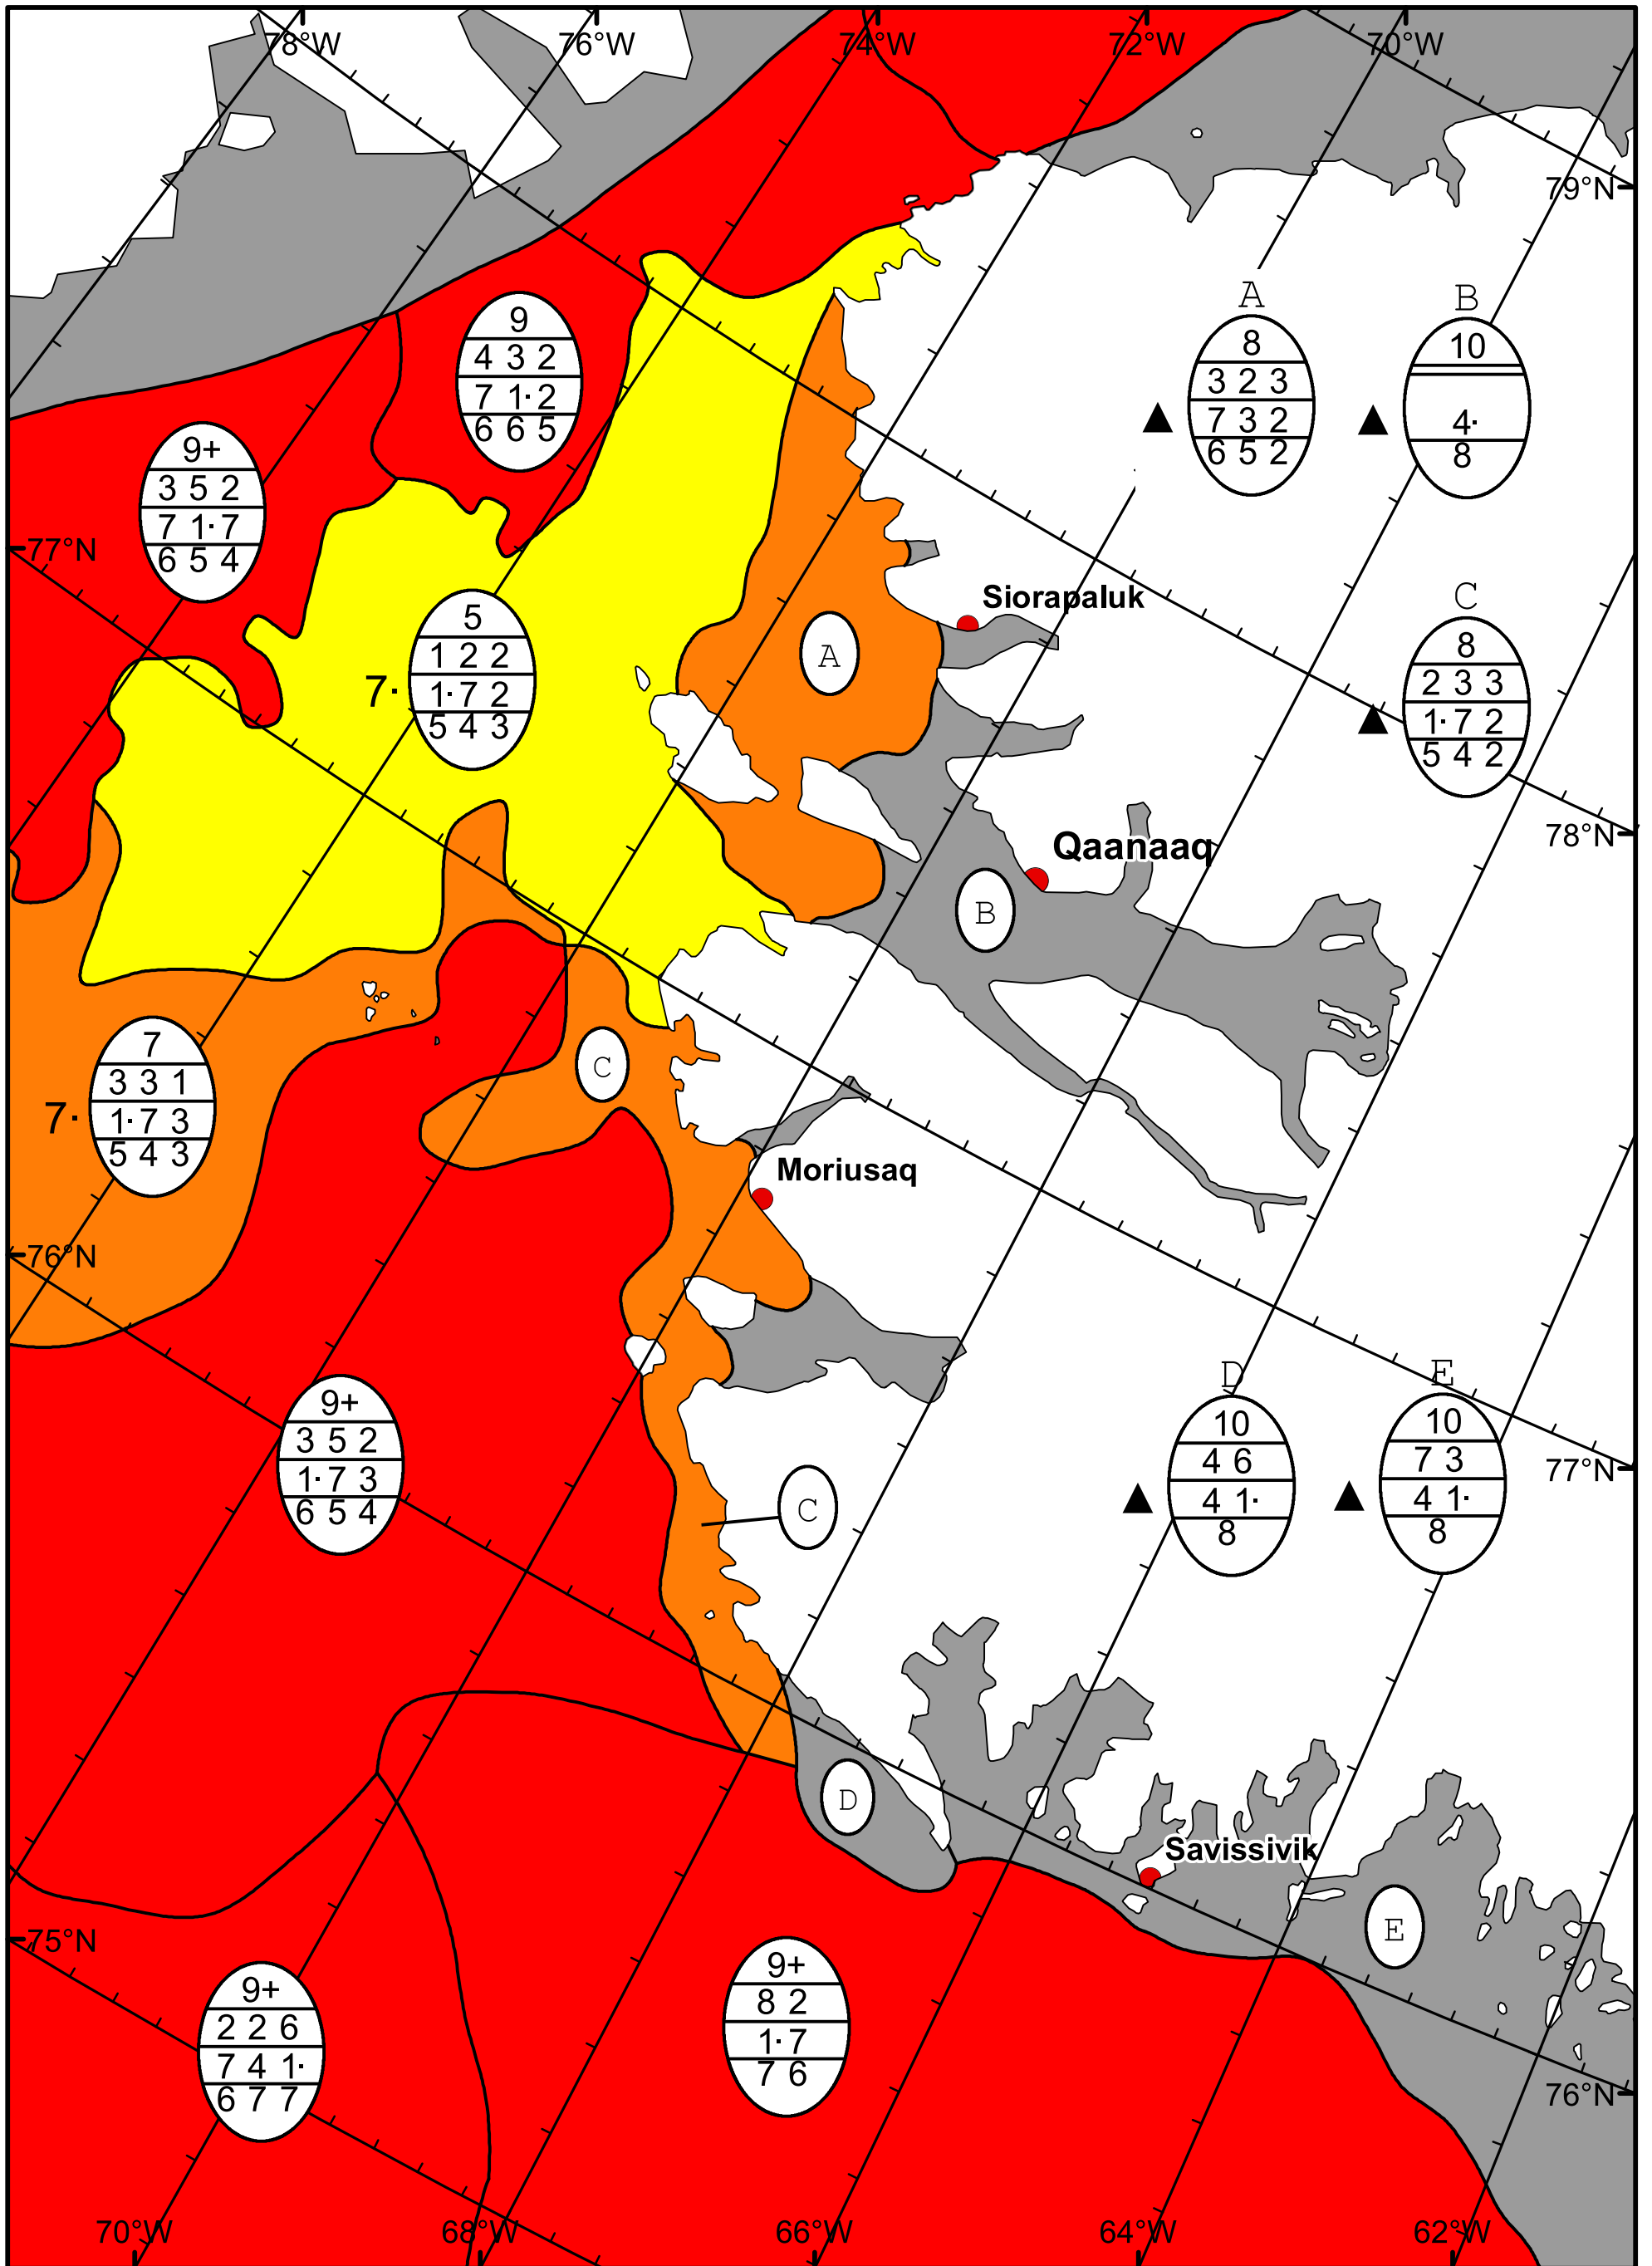 78°W
76°W
74°W
72°W
70°W
79°N
A
8
3 2 3
7 3 2
6 5 2
B
10
4·
8
9
4 3 2
7 1· 2
6 6 5
9+
3 5 2
7 1· 7
6 5 4
77°N
Siorapaluk
C
8
2 3 3
1· 7 2
5 4 2
5
1 2 2
7· 1· 7 2
5 4 3
A
78°N
Qaanaaq
B
7
3 3 1
7· 1· 7 3
5 4 3
C
Moriusaq
76°N
D
10
4 6
4 1·
8
E
10
7 3
4 1·
8
9+
3 5 2
1· 7 3
6 5 4
77°N
C
D
Savissivik
E
75°N
9+
2 2 6
7 4 1·
6 7 7
9+
8 2
1· 7
7 6
76°N
70°W
68°W
66°W
64°W
62°W